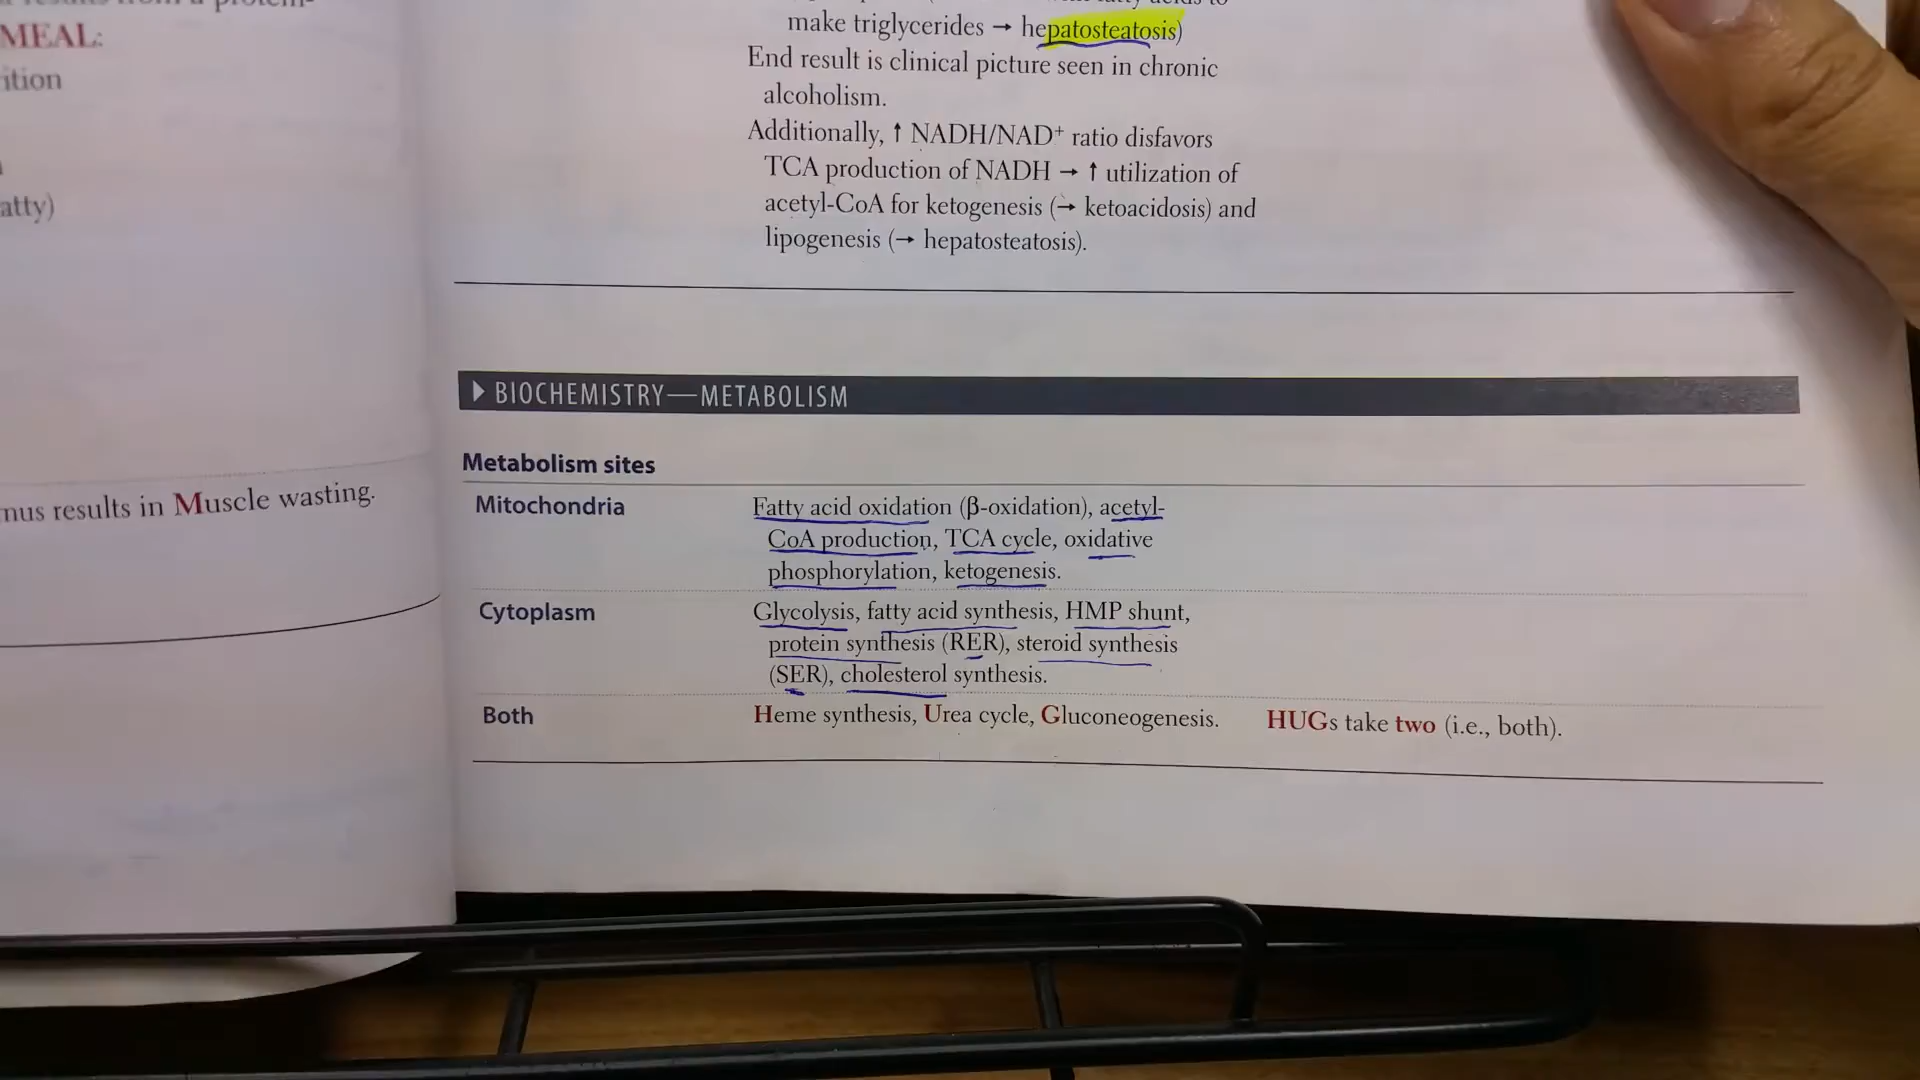 MEAL:
make triglycerides → hepatosteatosis)
End result is clinical picture seen in chronic
alcoholism.
Additionally, ↑ NADH/NAD⁺ ratio disfavors
TCA production of NADH → ↑ utilization of
acetyl-CoA for ketogenesis (→ ketoacidosis) and
lipogenesis (→ hepatosteatosis).
results in Muscle wasting.
BIOCHEMISTRY—METABOLISM
Metabolism sites
Mitochondria
Fatty acid oxidation (β-oxidation), acetyl-
CoA production, TCA cycle, oxidative
phosphorylation, ketogenesis.
Cytoplasm
Glycolysis, fatty acid synthesis, HMP shunt,
protein synthesis (RER), steroid synthesis
(SER), cholesterol synthesis.
Both
Heme synthesis, Urea cycle, Gluconeogenesis.
HUGs take two (i.e., both).